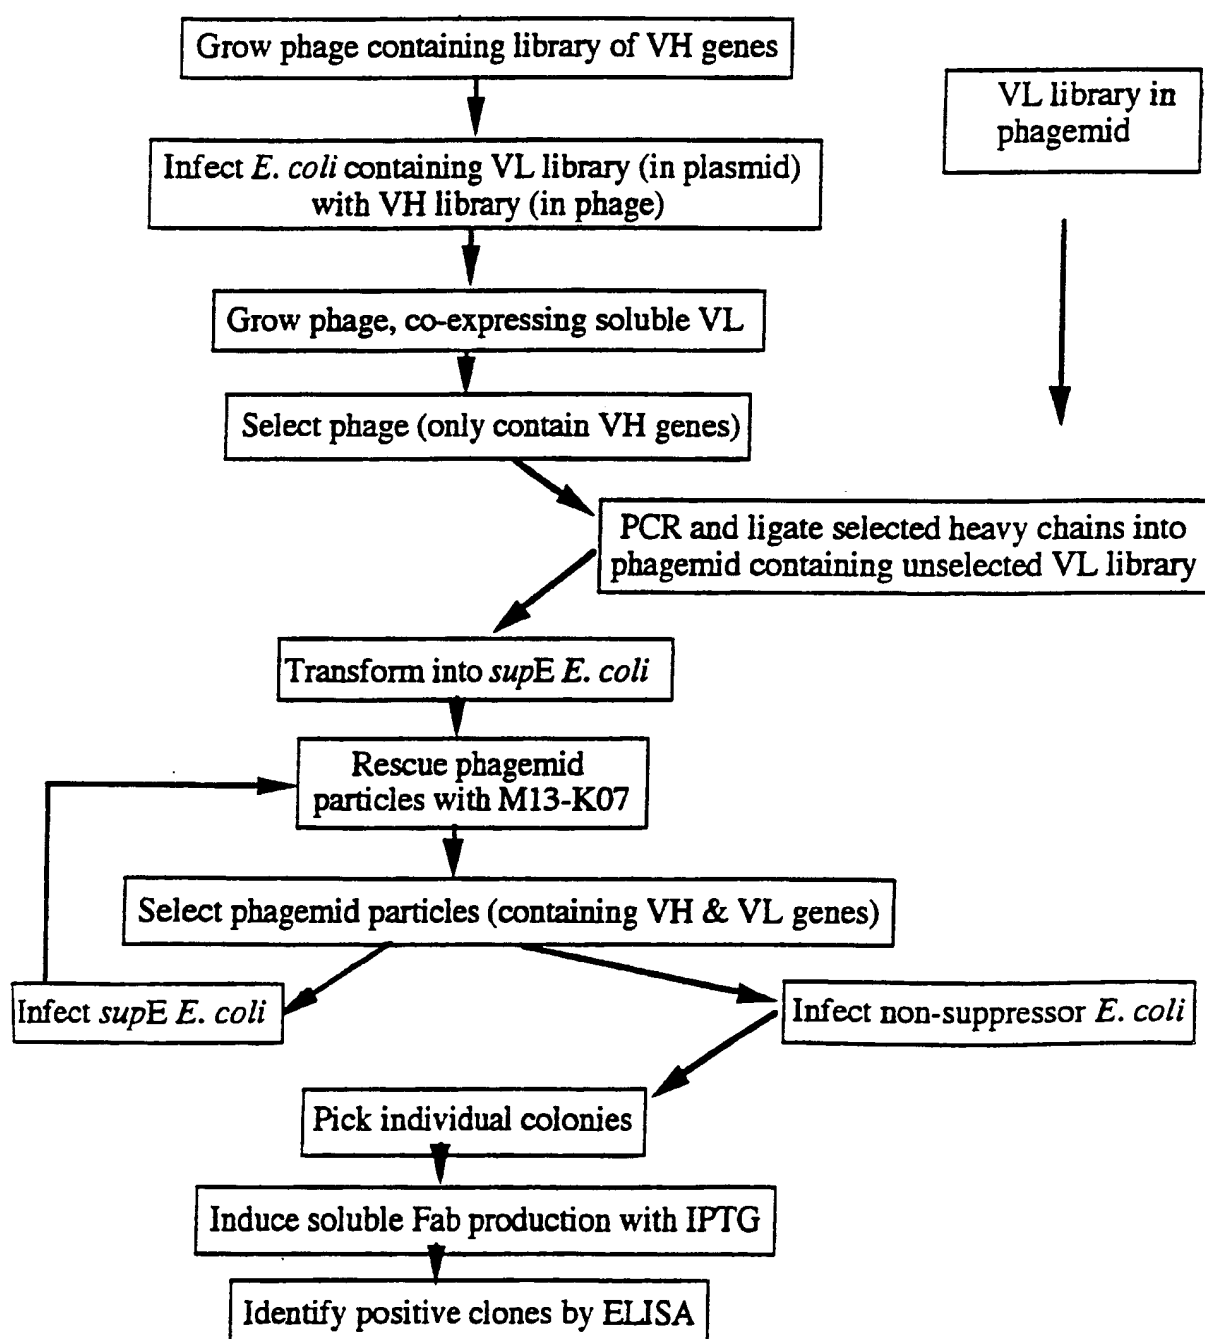 Grow phage containing library of VH genes
VL library in
phagemid
Infect E. coli containing VL library (in plasmid)
with VH library (in phage)
Grow phage, co-expressing soluble VL
Select phage (only contain VH genes)
PCR and ligate selected heavy chains into
phagemid containing unselected VL library
Transform into supE E. coli
Rescue phagemid
particles with M13-K07
Select phagemid particles (containing VH & VL genes)
Infect supE E. coli
Infect non-suppressor E. coli
Pick individual colonies
Induce soluble Fab production with IPTG
Identify positive clones by ELISA